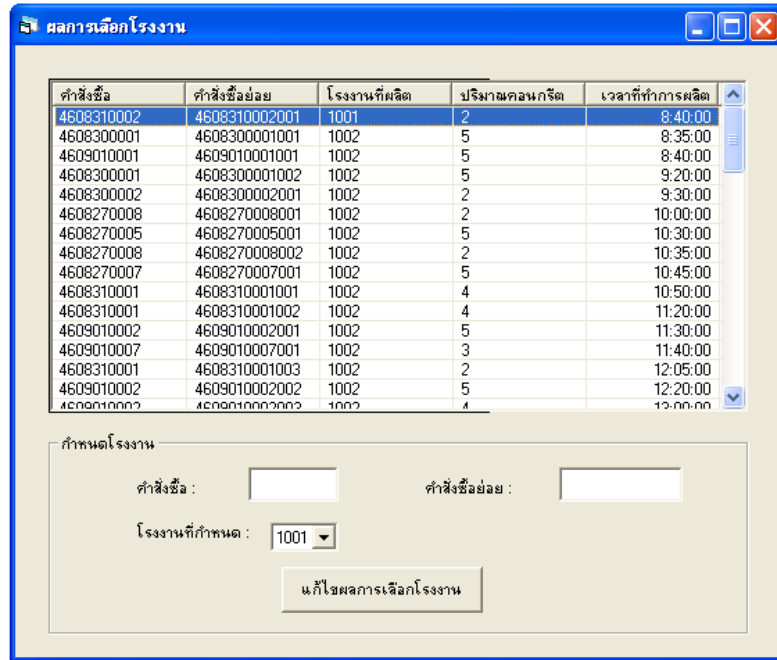 ผลการเลือกโรงงาน
คำสั่งซื้อ คำสั่งซื้อย่อย โรงงานที่ผลิต ปริมาณคอนกรีต เวลาที่ทำการผลิต
4608310002 4608310002001 1001 2 8:40:00
4608300001 4608300001001 1002 5 8:35:00
4609010001 4609010001001 1002 5 8:40:00
4608300001 4608300001002 1002 5 9:20:00
4608300002 4608300002001 1002 2 9:30:00
4608270008 4608270008001 1002 2 10:00:00
4608270005 4608270005001 1002 5 10:30:00
4608270008 4608270008002 1002 2 10:35:00
4608270007 4608270007001 1002 5 10:45:00
4608310001 4608310001001 1002 4 10:50:00
4608310001 4608310001002 1002 4 11:20:00
4609010002 4609010002001 1002 5 11:30:00
4609010007 4609010007001 1002 3 11:40:00
4608310001 4608310001003 1002 2 12:05:00
4609010002 4609010002002 1002 5 12:20:00
4609010002 4609010002003 1002 4 13:00:00
กำหนดโรงงาน
คำสั่งซื้อ : คำสั่งซื้อย่อย :
โรงงานที่กำหนด : 1001
แก้ไขผลการเลือกโรงงาน